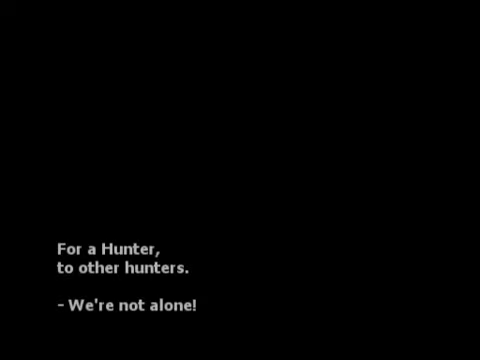 For a Hunter,
to other hunters.
- We're not alone!